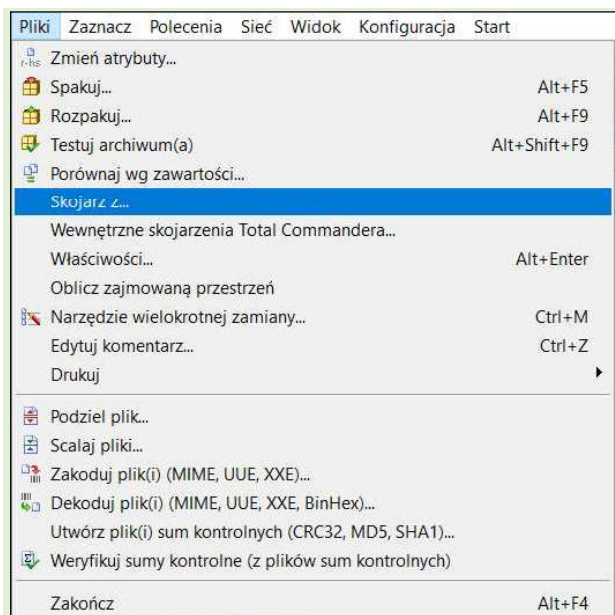 Pliki Zaznacz Polecenia Sieć Widok Konfiguracja Start
r-hs Zmień atrybuty...
Spakuj... Alt+F5
Rozpakuj... Alt+F9
Testuj archiwum(a) Alt+Shift+F9
Porównaj wg zawartości...
Skojarz z...
Wewnętrzne skojarzenia Total Commandera...
Właściwości... Alt+Enter
Oblicz zajmowaną przestrzeń
Narzędzie wielokrotnej zamiany... Ctrl+M
Edytuj komentarz... Ctrl+Z
Drukuj
Podziel plik...
Scalaj pliki...
Zakoduj plik(i) (MIME, UUE, XXE)...
Dekoduj plik(i) (MIME, UUE, XXE, BinHex)...
Utwórz plik(i) sum kontrolnych (CRC32, MD5, SHA1)...
Weryfikuj sumy kontrolne (z plików sum kontrolnych)
Zakończ Alt+F4